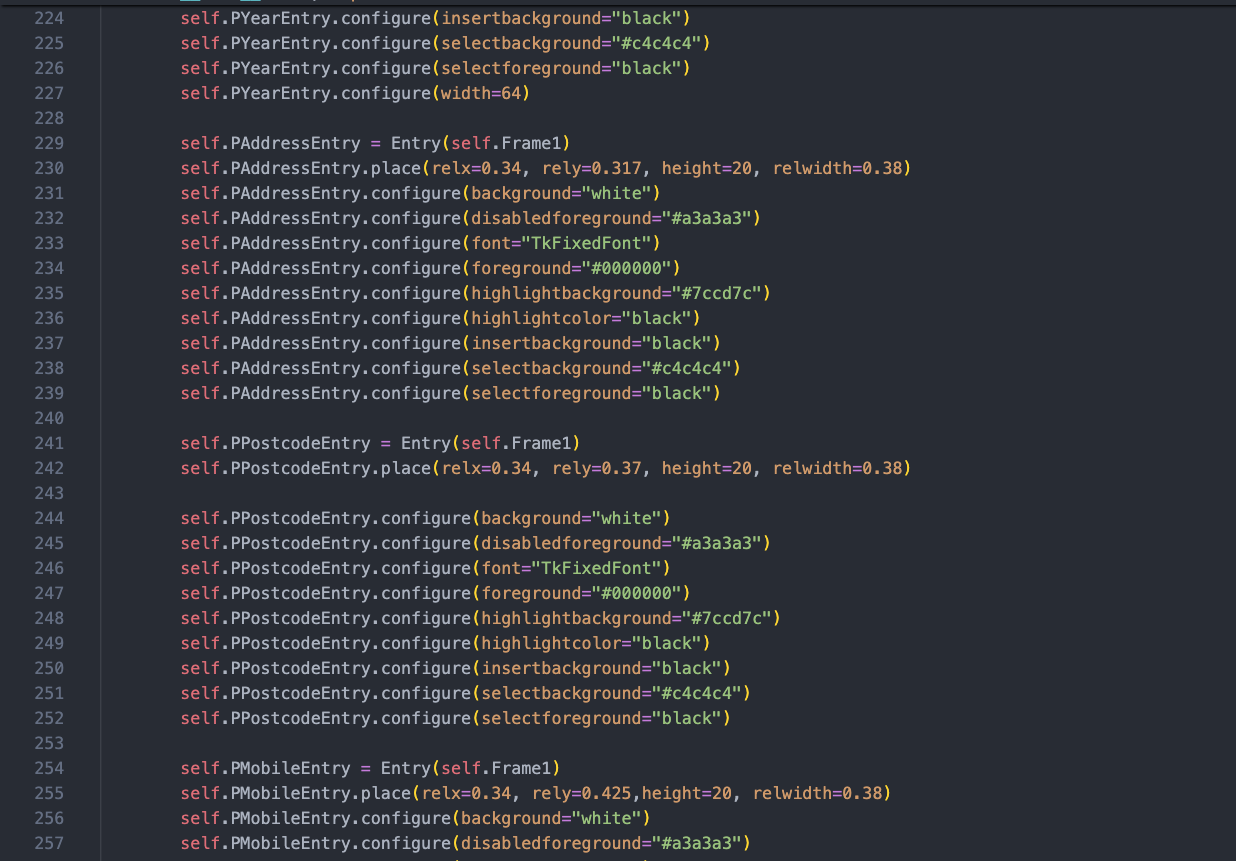 224 self.PYearEntry.configure(insertbackground="black")
225 self.PYearEntry.configure(selectbackground="#c4c4c4")
226 self.PYearEntry.configure(selectforeground="black")
227 self.PYearEntry.configure(width=64)
228
229 self.PAddressEntry = Entry(self.Frame1)
230 self.PAddressEntry.place(relx=0.34, rely=0.317, height=20, relwidth=0.38)
231 self.PAddressEntry.configure(background="white")
232 self.PAddressEntry.configure(disabledforeground="#a3a3a3")
233 self.PAddressEntry.configure(font="TkFixedFont")
234 self.PAddressEntry.configure(foreground="#000000")
235 self.PAddressEntry.configure(highlightbackground="#7ccd7c")
236 self.PAddressEntry.configure(highlightcolor="black")
237 self.PAddressEntry.configure(insertbackground="black")
238 self.PAddressEntry.configure(selectbackground="#c4c4c4")
239 self.PAddressEntry.configure(selectforeground="black")
240
241 self.PPostcodeEntry = Entry(self.Frame1)
242 self.PPostcodeEntry.place(relx=0.34, rely=0.37, height=20, relwidth=0.38)
243
244 self.PPostcodeEntry.configure(background="white")
245 self.PPostcodeEntry.configure(disabledforeground="#a3a3a3")
246 self.PPostcodeEntry.configure(font="TkFixedFont")
247 self.PPostcodeEntry.configure(foreground="#000000")
248 self.PPostcodeEntry.configure(highlightbackground="#7ccd7c")
249 self.PPostcodeEntry.configure(highlightcolor="black")
250 self.PPostcodeEntry.configure(insertbackground="black")
251 self.PPostcodeEntry.configure(selectbackground="#c4c4c4")
252 self.PPostcodeEntry.configure(selectforeground="black")
253
254 self.PMobileEntry = Entry(self.Frame1)
255 self.PMobileEntry.place(relx=0.34, rely=0.425,height=20, relwidth=0.38)
256 self.PMobileEntry.configure(background="white")
257 self.PMobileEntry.configure(disabledforeground="#a3a3a3")